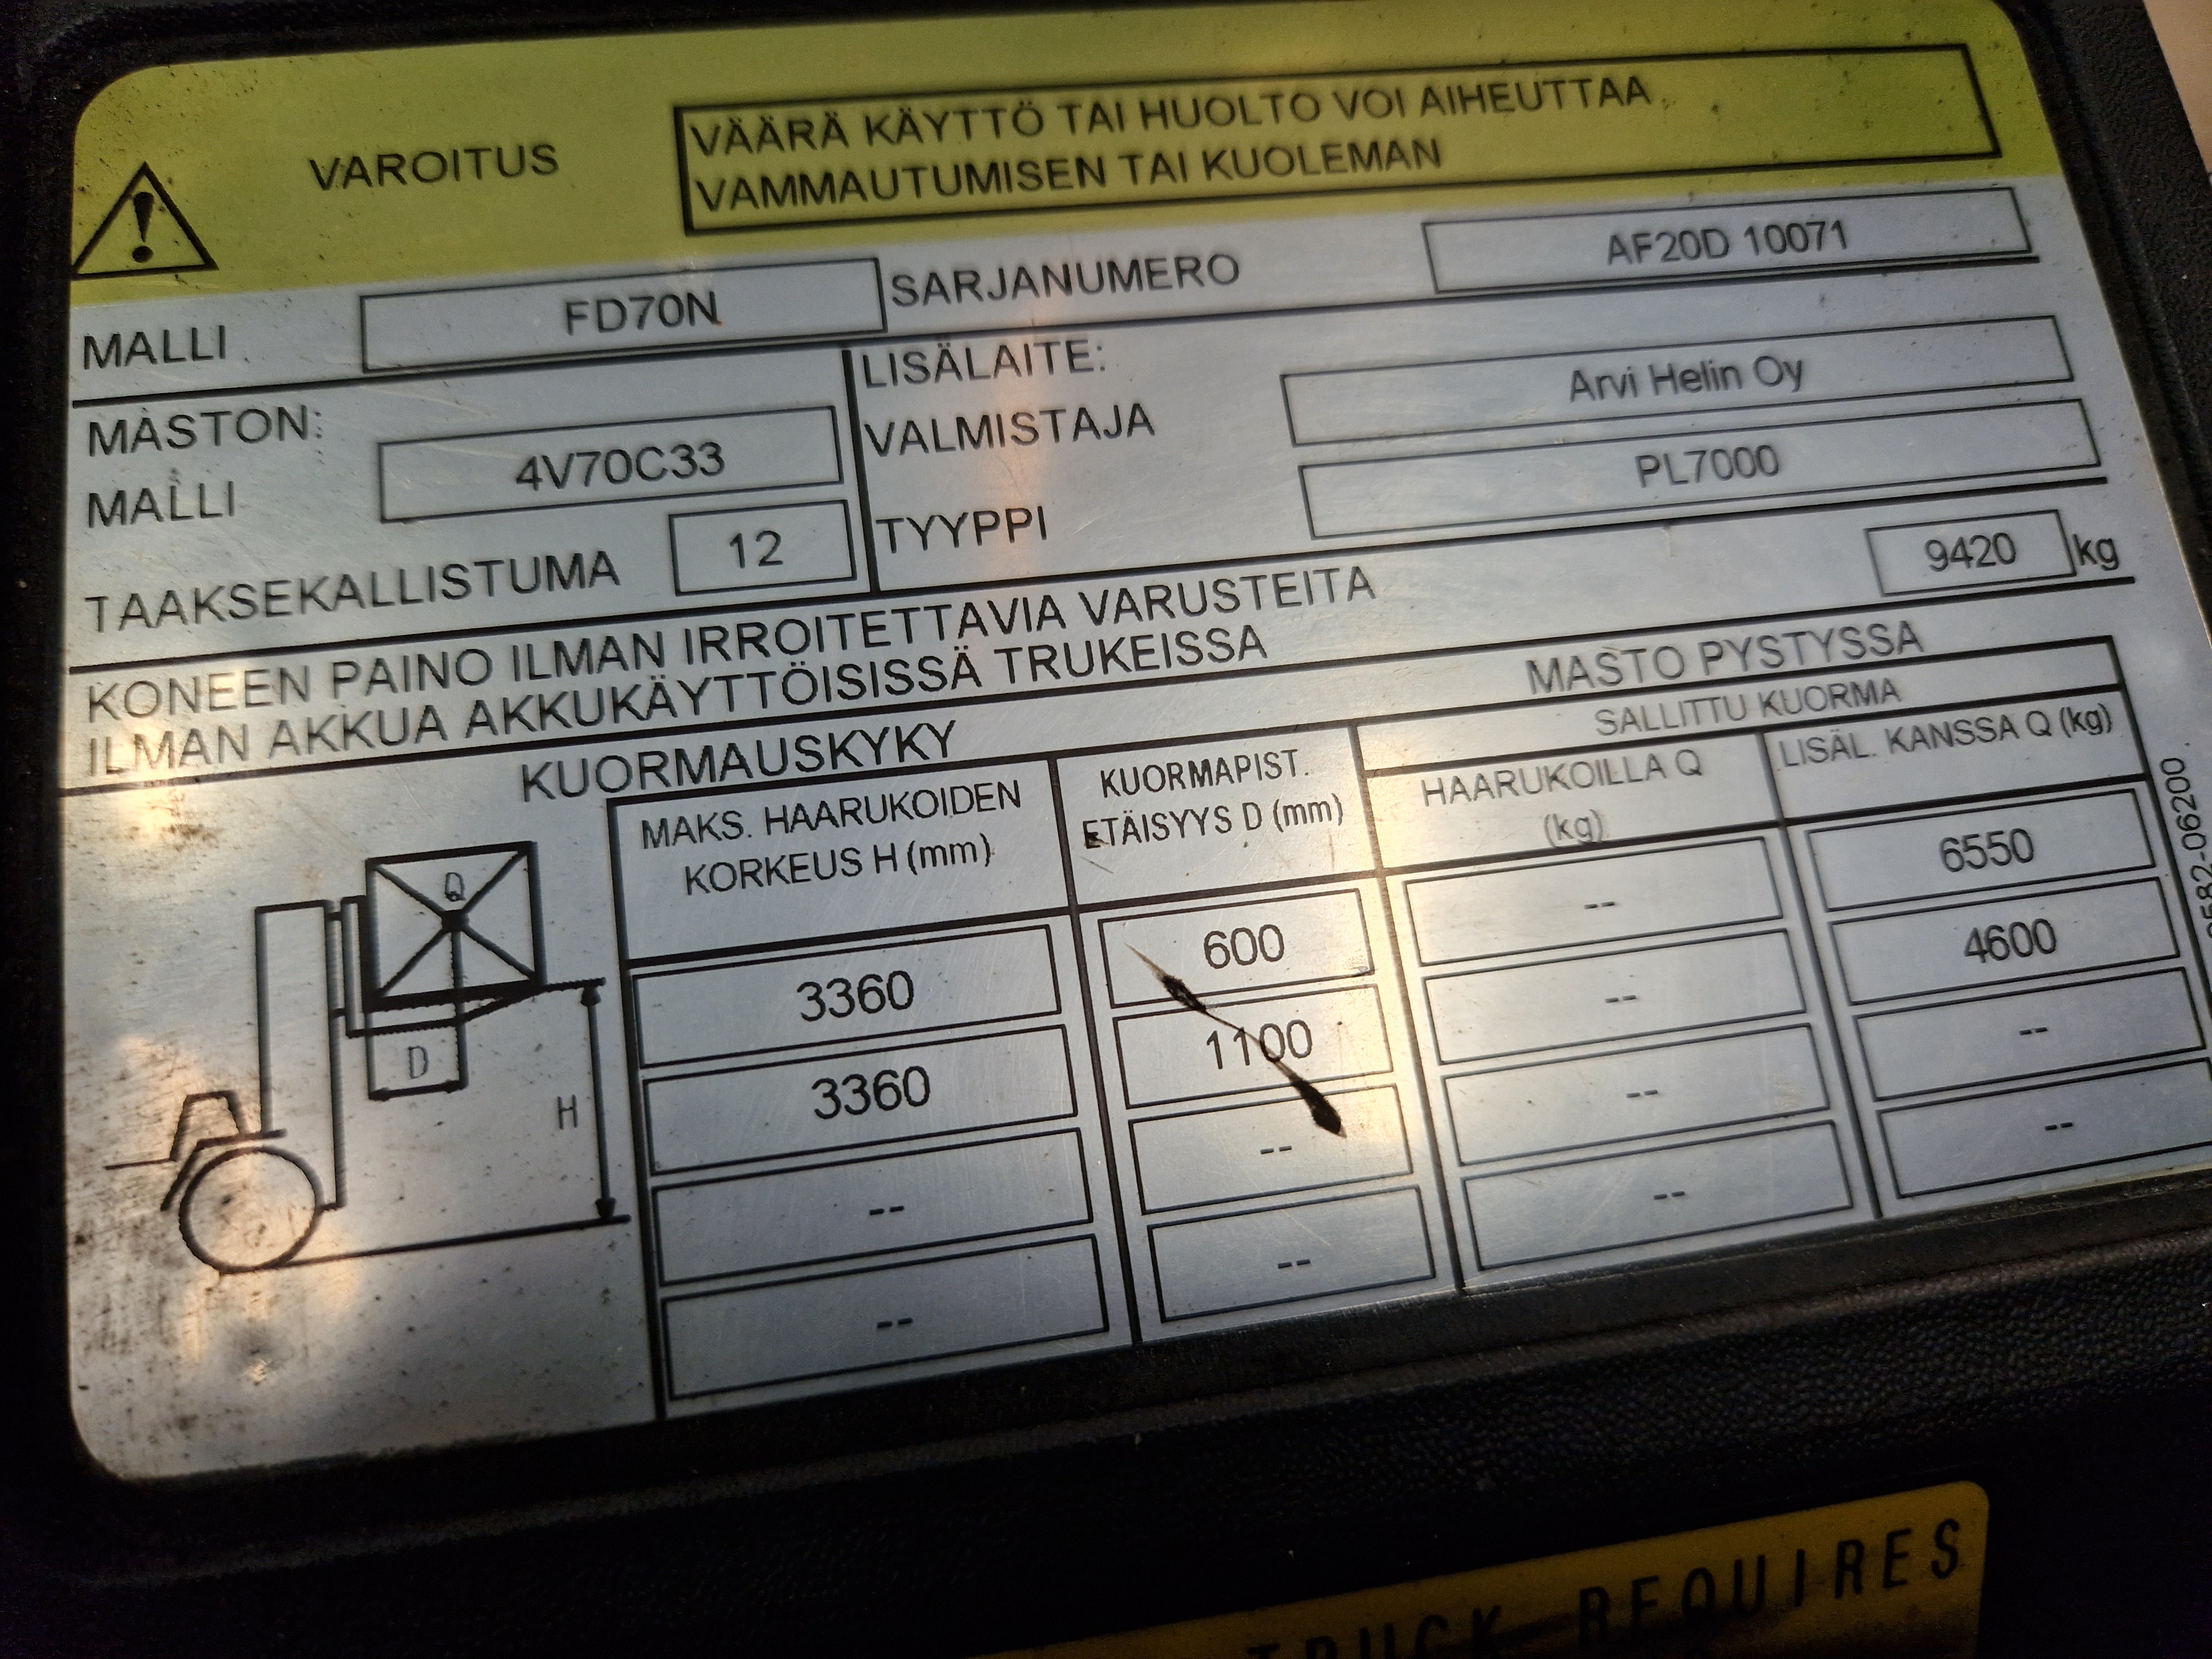 VAROITUS
VÄÄRÄ KÄYTTÖ TAI HUOLTO VOI AIHEUTTAA
VAMMAUTUMISEN TAI KUOLEMAN
MALLI FD70N
SARJANUMERO AF20D 10071
MASTON:
MALLI 4V70C33
TAAKSEKALLISTUMA 12
LISÄLAITE:
VALMISTAJA Arvi Helin Oy
TYYPPI PL7000
KONEEN PAINO ILMAN IRROITETTAVIA VARUSTEITA
ILMAN AKKUA AKKUKÄYTTÖISISSÄ TRUKEISSA
9420 kg
KUORMAUSKYKY
MASTO PYSTYSSÄ
SALLITTU KUORMA
MAKS. HAARUKOIDEN
KORKEUS H (mm)
KUORMAPIST.
ETÄISYYS D (mm)
HAARUKOILLA Q
(kg)
LISÄL. KANSSA Q (kg)
3360 600 -- 6550
3360 1100 -- 4600
-- -- -- --
-- -- -- --
Q
D
H
TRUCK REQUIRES